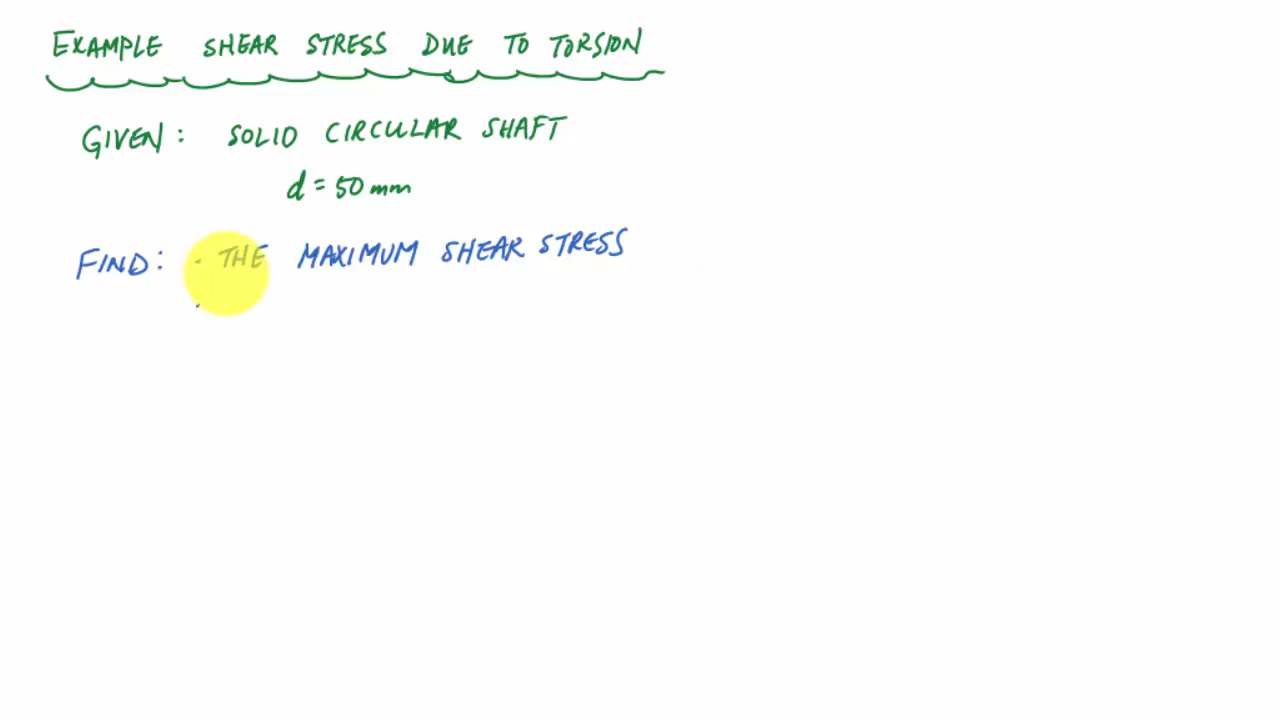 EXAMPLE SHEAR STRESS DUE TO TORSION
GIVEN: SOLID CIRCULAR SHAFT
d = 50 mm
FIND: · THE MAXIMUM SHEAR STRESS
·